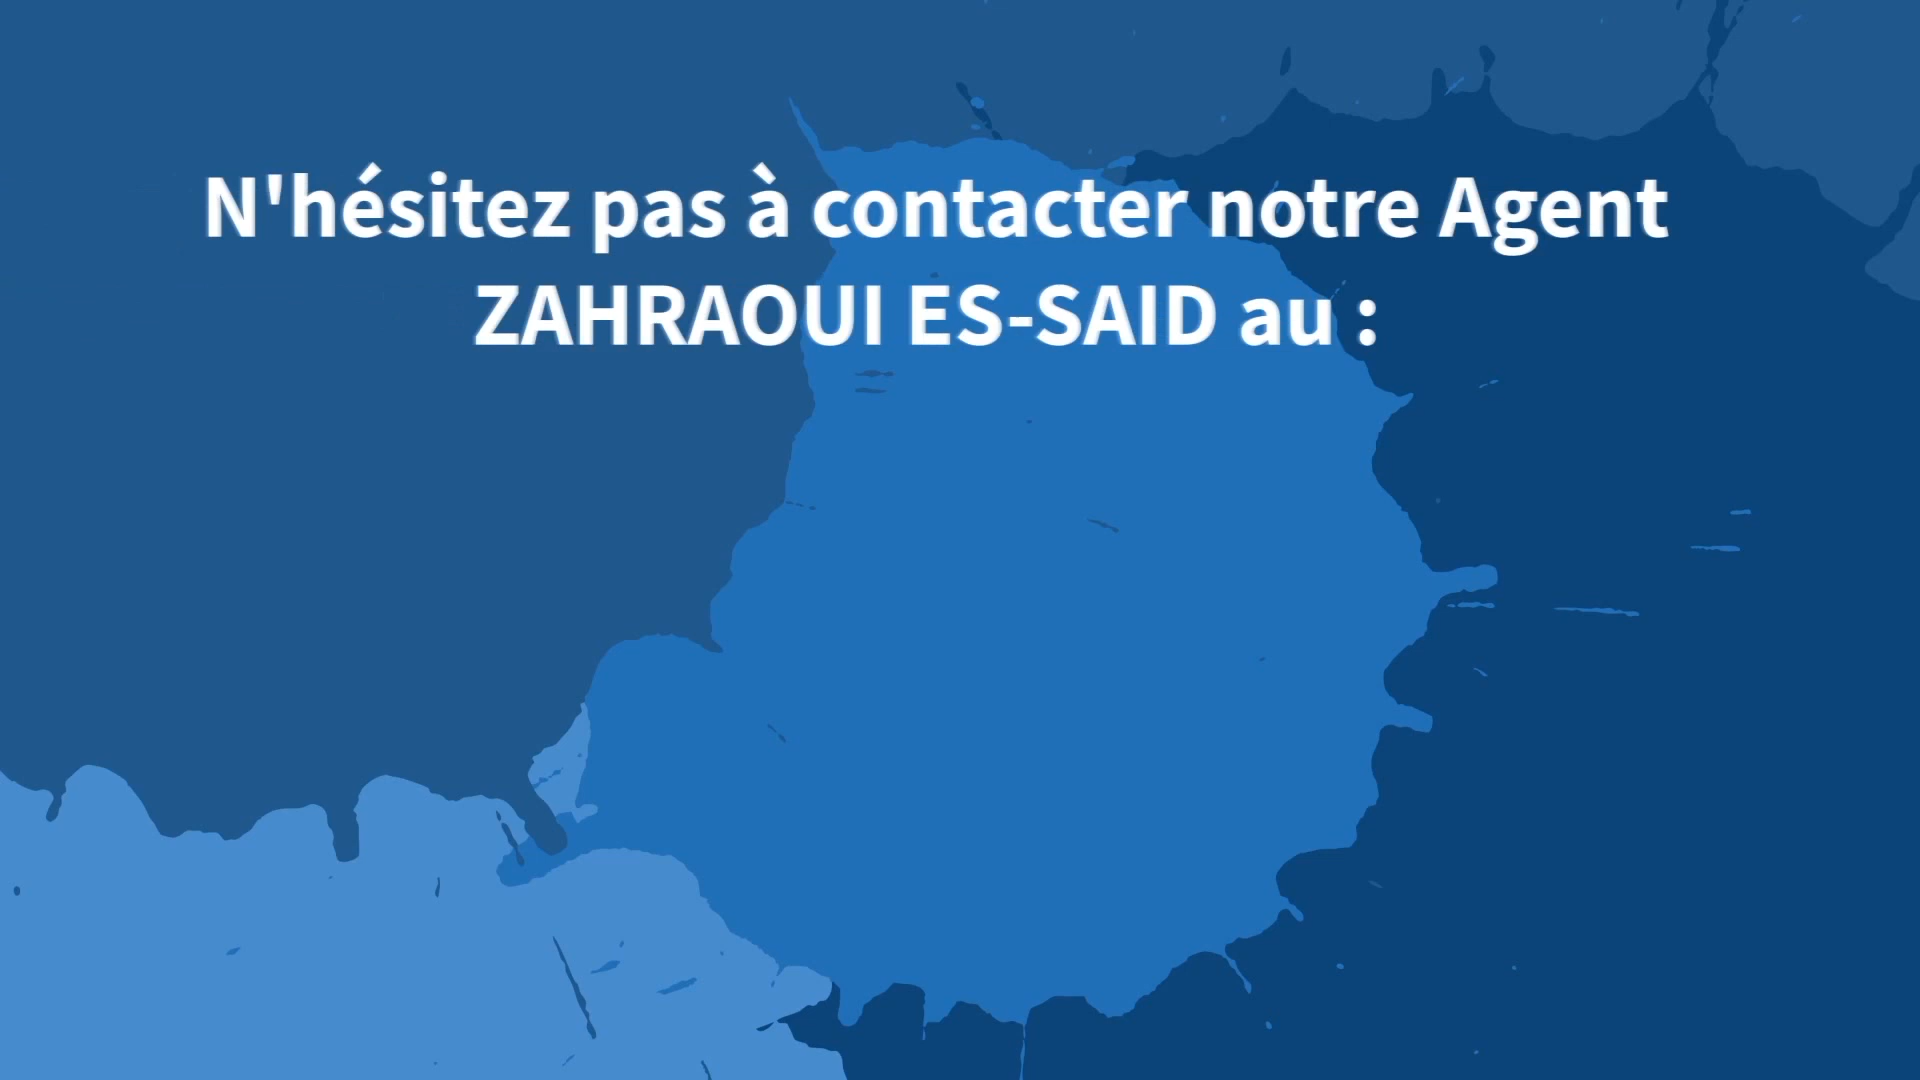 N'hésitez pas à contacter notre Agent
ZAHRAOUI ES-SAID au :